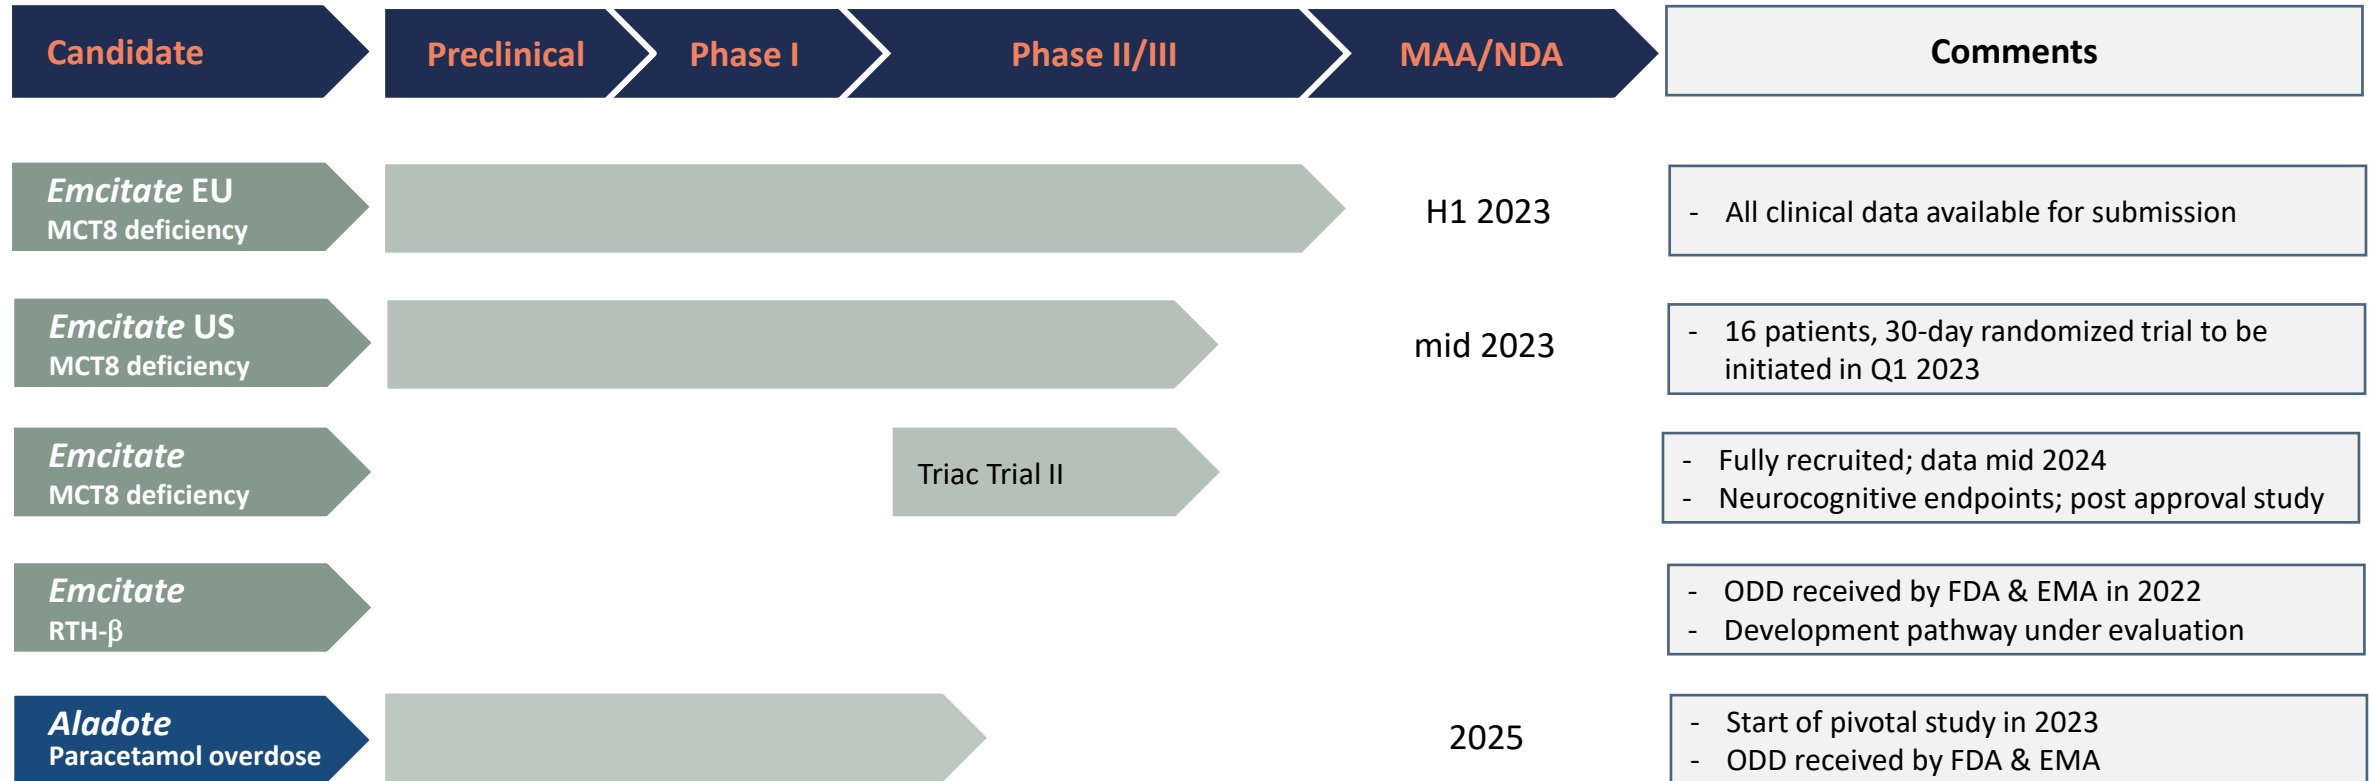 Candidate
Preclinical
Phase I
Phase II/III
MAA/NDA
Comments
Emcitate EU
MCT8 deficiency
H1 2023
- All clinical data available for submission
Emcitate US
MCT8 deficiency
mid 2023
- 16 patients, 30-day randomized trial to be
initiated in Q1 2023
Emcitate
MCT8 deficiency
Triac Trial II
- Fully recruited; data mid 2024
- Neurocognitive endpoints; post approval study
Emcitate
RTH-β
- ODD received by FDA & EMA in 2022
- Development pathway under evaluation
Aladote
Paracetamol overdose
2025
- Start of pivotal study in 2023
- ODD received by FDA & EMA